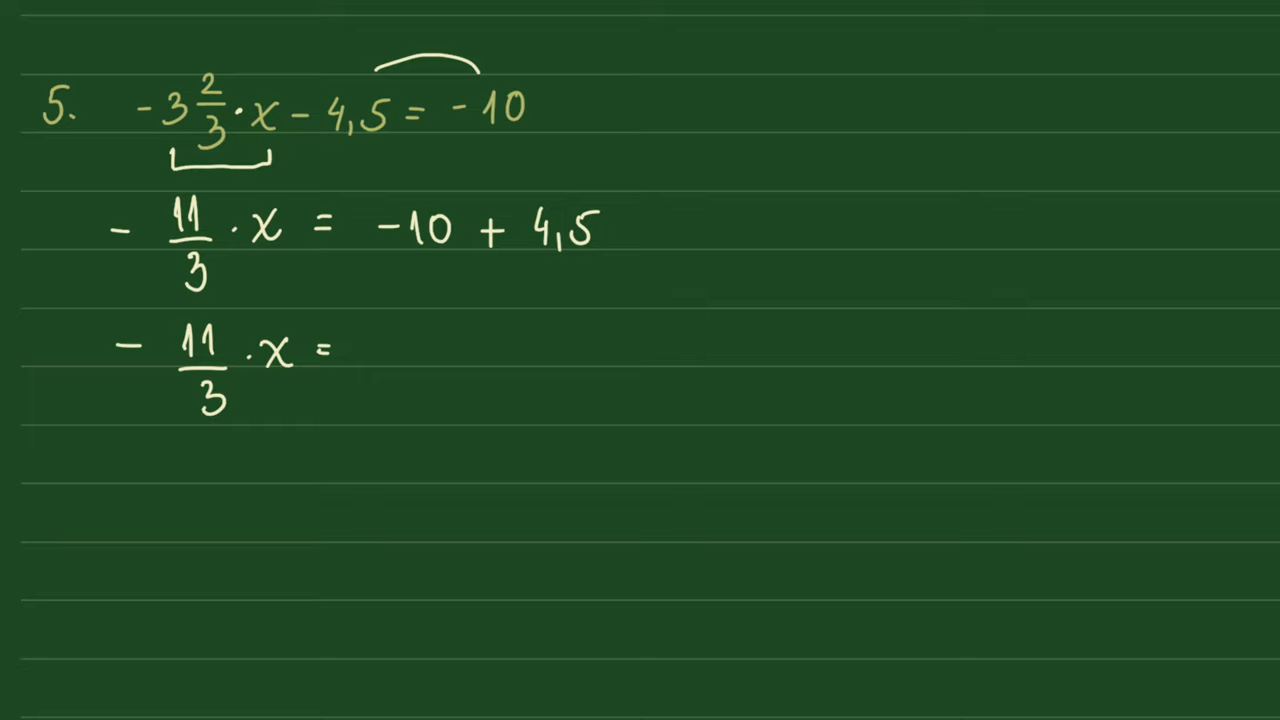 5. -3 2/3 · x - 4,5 = -10
- 11/3 · x = -10 + 4,5
- 11/3 · x =